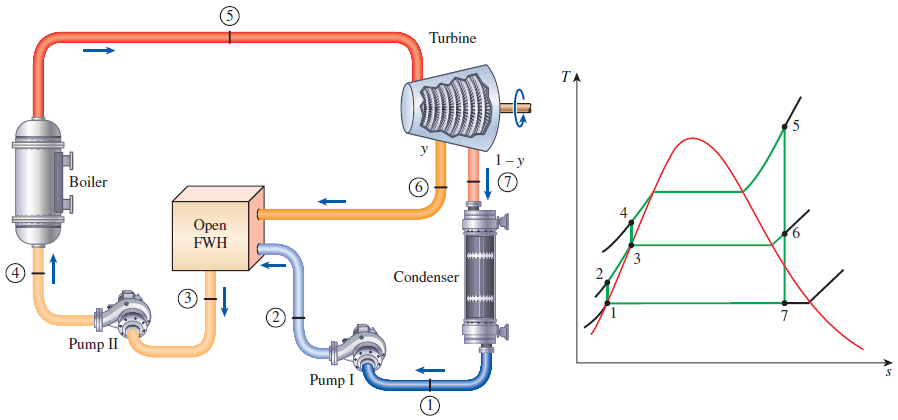 5
Turbine
y
1 – y
6
7
Boiler
Open
FWH
Condenser
4
3
2
Pump II
Pump I
1
T
5
4
6
3
2
1
7
s